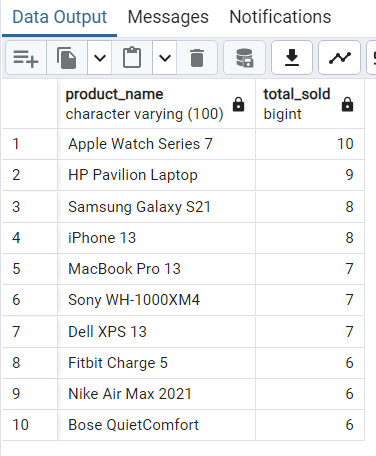 Data Output Messages Notifications
product_name total_sold
character varying (100) bigint
1 Apple Watch Series 7 10
2 HP Pavilion Laptop 9
3 Samsung Galaxy S21 8
4 iPhone 13 8
5 MacBook Pro 13 7
6 Sony WH-1000XM4 7
7 Dell XPS 13 7
8 Fitbit Charge 5 6
9 Nike Air Max 2021 6
10 Bose QuietComfort 6